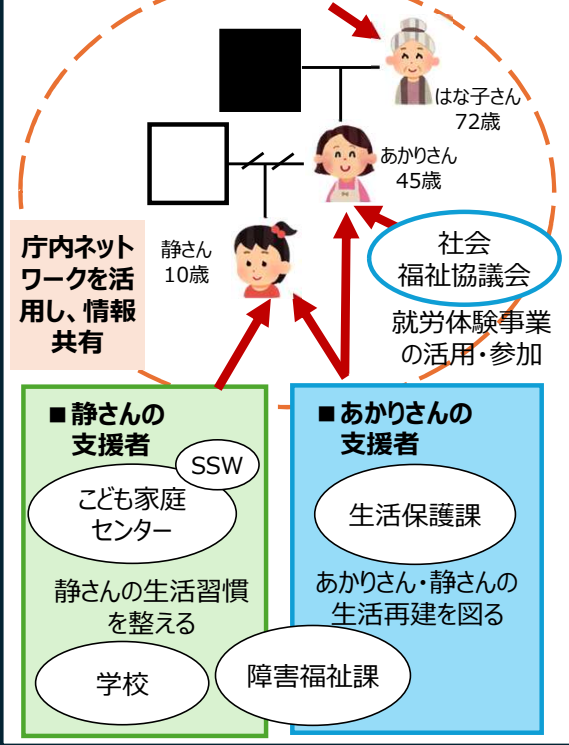 はな子さん
72歳
あかりさん
45歳
静さん
10歳
庁内ネット
ワークを活
用し、情報
共有
社会
福祉協議会
就労体験事業
の活用・参加
■静さんの
支援者
SSW
こども家庭
センター
静さんの生活習慣
を整える
学校
■あかりさんの
支援者
生活保護課
あかりさん・静さんの
生活再建を図る
障害福祉課